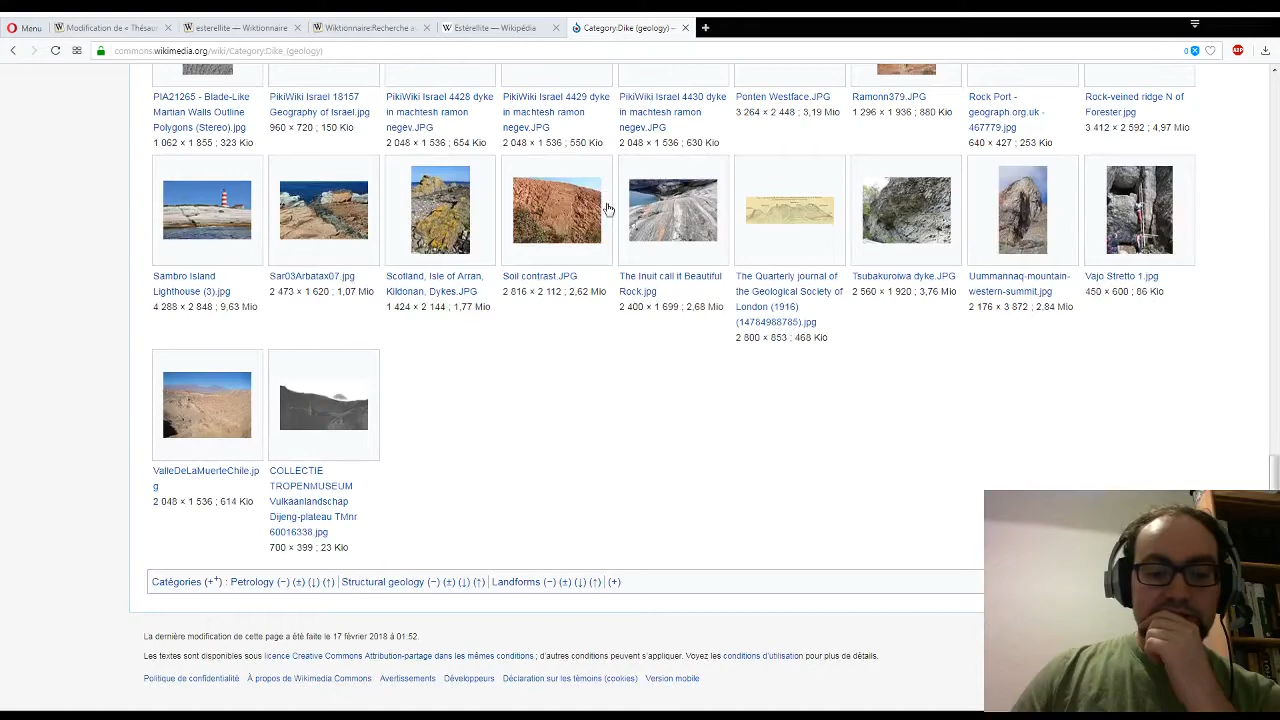 Menu
Modification de « Thésau
esterellite — Wiktionnaire
Wiktionnaire:Recherche a
Estérellite — Wikipédia
Category:Dike (geology) –
commons.wikimedia.org/wiki/Category:Dike_(geology)
0
ABP
PIA21265 - Blade-Like
Martian Walls Outline
Polygons (Stereo).jpg
1 062 × 1 855 ; 323 Kio
PikiWiki Israel 18157
Geography of Israel.jpg
960 × 720 ; 150 Kio
PikiWiki Israel 4428 dyke
in machtesh ramon
negev.JPG
2 048 × 1 536 ; 654 Kio
PikiWiki Israel 4429 dyke
in machtesh ramon
negev.JPG
2 048 × 1 536 ; 550 Kio
PikiWiki Israel 4430 dyke
in machtesh ramon
negev.JPG
2 048 × 1 536 ; 630 Kio
Ponten Westface.JPG
3 264 × 2 448 ; 3,19 Mio
Ramonn379.JPG
1 296 × 1 936 ; 880 Kio
Rock Port -
geograph.org.uk -
467779.jpg
640 × 427 ; 253 Kio
Rock-veined ridge N of
Forester.jpg
3 412 × 2 592 ; 4,97 Mio
Sambro Island
Lighthouse (3).jpg
4 288 × 2 848 ; 9,63 Mio
Sar03Arbatax07.jpg
2 473 × 1 620 ; 1,07 Mio
Scotland, Isle of Arran,
Kildonan, Dykes.JPG
1 424 × 2 144 ; 1,77 Mio
Soil contrast.JPG
2 816 × 2 112 ; 2,62 Mio
The Inuit call it Beautiful
Rock.jpg
2 400 × 1 699 ; 2,68 Mio
The Quarterly journal of
the Geological Society of
London (1916)
(14784988785).jpg
2 800 × 853 ; 468 Kio
Tsubakuroiwa dyke.JPG
2 560 × 1 920 ; 3,76 Mio
Uummannaq-mountain-
western-summit.jpg
2 176 × 3 872 ; 2,84 Mio
Vajo Stretto 1.jpg
450 × 600 ; 86 Kio
ValleDeLaMuerteChile.jp
g
2 048 × 1 536 ; 614 Kio
COLLECTIE
TROPENMUSEUM
Vulkaanlandschap
Dijeng-plateau TMnr
60016338.jpg
700 × 399 ; 23 Kio
Catégories (+⁺) : Petrology (−) (±) (↓) (↑) | Structural geology (−) (±) (↓) (↑) | Landforms (−) (±) (↓) (↑) | (+)
La dernière modification de cette page a été faite le 17 février 2018 à 01:52.
Les textes sont disponibles sous licence Creative Commons Attribution-partage dans les mêmes conditions ; d’autres conditions peuvent s’appliquer. Voyez les conditions d’utilisation pour plus de détails.
Politique de confidentialité À propos de Wikimedia Commons Avertissements Développeurs Déclaration sur les témoins (cookies) Version mobile